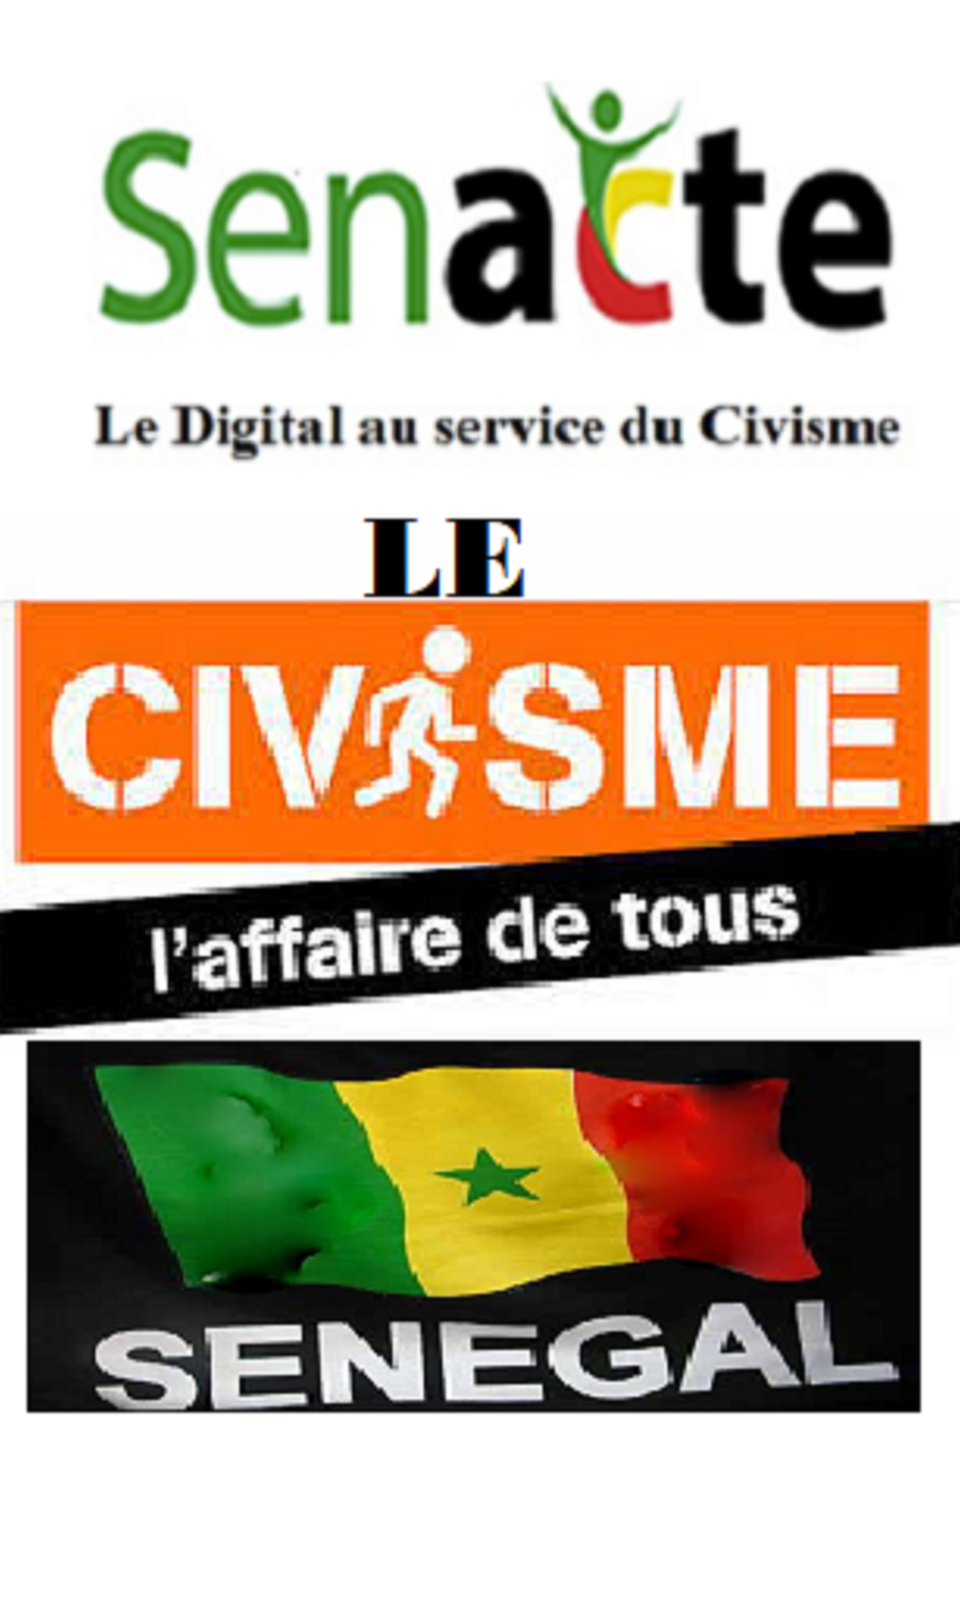 Senacte
Le Digital au service du Civisme
LE
CIVISME
l'affaire de tous
SENEGAL